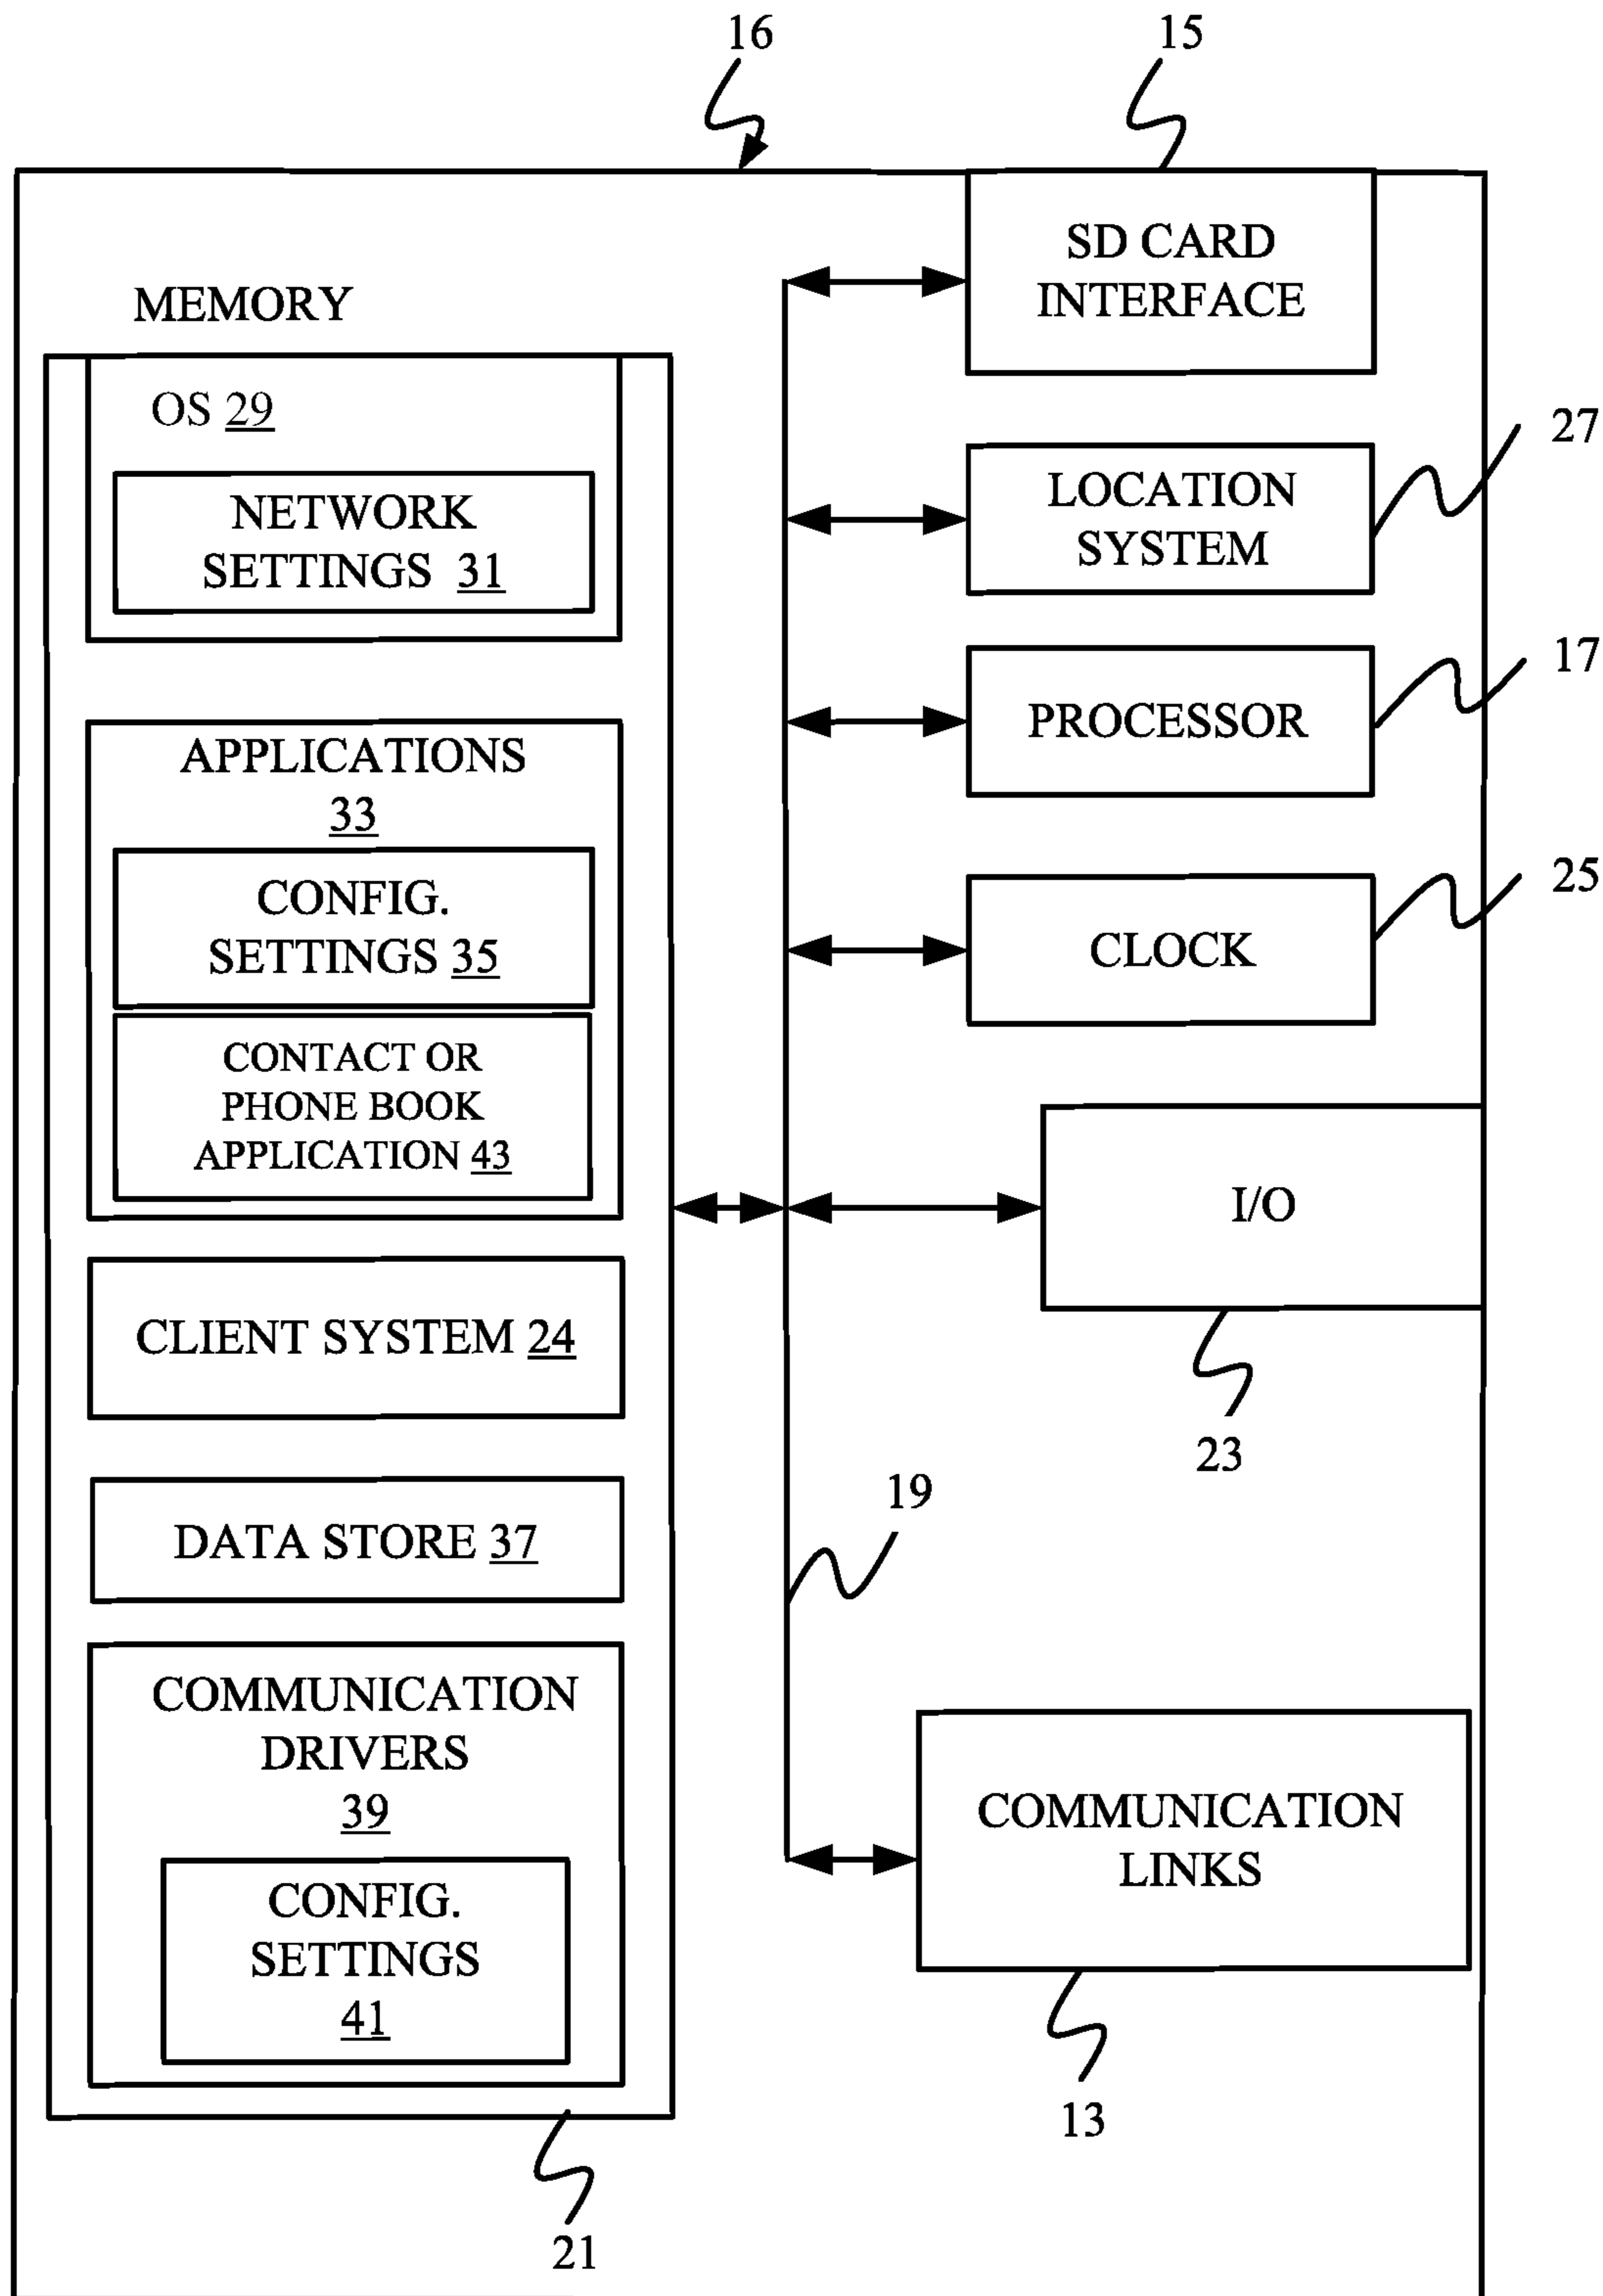 16
15
MEMORY
OS 29
NETWORK
SETTINGS 31
APPLICATIONS
33
CONFIG.
SETTINGS 35
CONTACT OR
PHONE BOOK
APPLICATION 43
CLIENT SYSTEM 24
DATA STORE 37
COMMUNICATION
DRIVERS
39
CONFIG.
SETTINGS
41
21
SD CARD
INTERFACE
27
LOCATION
SYSTEM
17
PROCESSOR
25
CLOCK
I/O
23
19
COMMUNICATION
LINKS
13